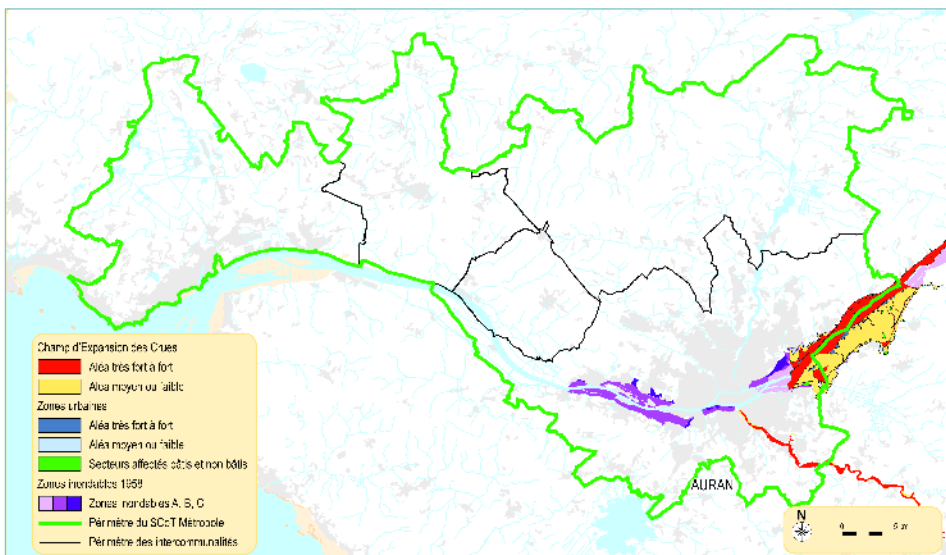 Champ d'Expansion des Crues
Aléa très fort à fort
Aléa moyen ou faible
Zones urbaines
Aléa très fort à fort
Aléa moyen ou faible
Secteurs affectés bâtis et non bâtis
Zones inondables 1958
Zones inondables A, B, C
Périmètre du SCoT Métropole
Périmètre des intercommunalités
AURAN
N
0